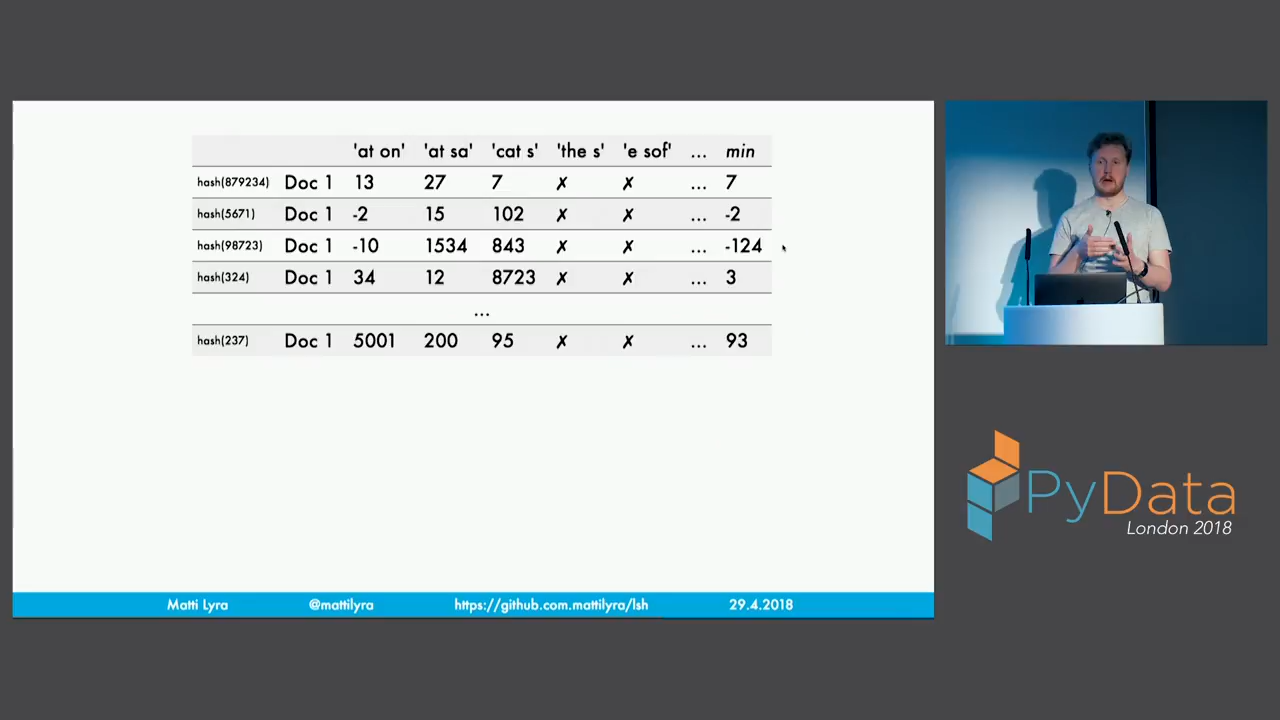 'at on' 'at sa' 'cat s' 'the s' 'e sof' ... min
hash(879234) Doc 1 13 27 7 ✗ ✗ ... 7
hash(5671) Doc 1 -2 15 102 ✗ ✗ ... -2
hash(98723) Doc 1 -10 1534 843 ✗ ✗ ... -124
hash(324) Doc 1 34 12 8723 ✗ ✗ ... 3
...
hash(237) Doc 1 5001 200 95 ✗ ✗ ... 93
Matti Lyra @mattilyra https://github.com.mattilyra/lsh 29.4.2018
PyData
London 2018